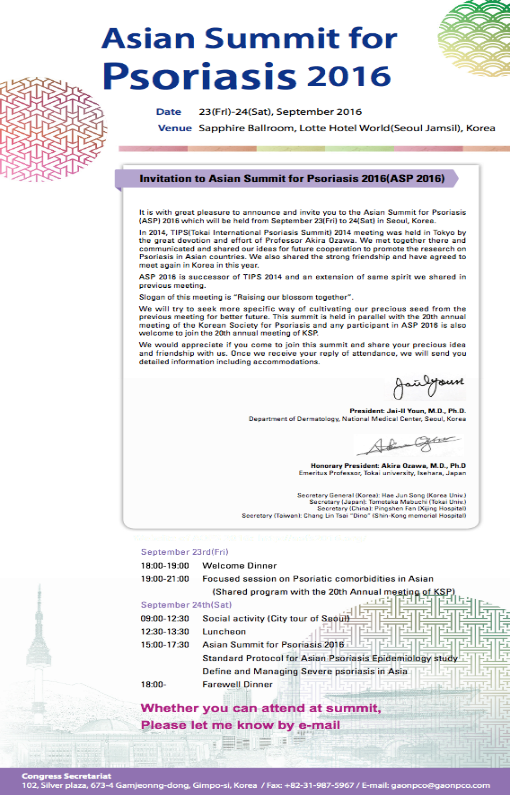 Asian Summit for
Psoriasis 2016
Date 23(Fri)-24(Sat), September 2016
Venue Sapphire Ballroom, Lotte Hotel World(Seoul Jamsil), Korea
Invitation to Asian Summit for Psoriasis 2016(ASP 2016)
It is with great pleasure to announce and invite you to the Asian Summit for Psoriasis
(ASP) 2016 which will be held from September 23(Fri) to 24(Sat) in Seoul, Korea.
In 2014, TIPS(Tokai International Psoriasis Summit) 2014 meeting was held in Tokyo by
the great devotion and effort of Professor Akira Ozawa. We met together there and
communicated and shared our ideas for future cooperation to promote the research on
Psoriasis in Asian countries. We also shared the strong friendship and have agreed to
meet again in Korea in this year.
ASP 2016 is successor of TIPS 2014 and an extension of same spirit we shared in
previous meeting.
Slogan of this meeting is “Raising our blossom together”.
We will try to seek more specific way of cultivating our precious seed from the
previous meeting for better future. This summit is held in parallel with the 20th annual
meeting of the Korean Society for Psoriasis and any participant in ASP 2016 is also
welcome to join the 20th annual meeting of KSP.
We would appreciate if you come to join this summit and share your precious idea
and friendship with us. Once we receive your reply of attendance, we will send you
detailed information including accommodations.
President: Jai-Il Youn, M.D., Ph.D.
Department of Dermatology, National Medical Center, Seoul, Korea
Honorary President: Akira Ozawa, M.D., Ph.D
Emeritus Professor, Tokai university, Isehara, Japan
Secretary General (Korea): Hae Jun Song (Korea Univ.)
Secretary (Japan): Tomotaka Mabuchi (Tokai Univ.)
Secretary (China): Pingshen Fan (Xijing Hospital)
Secretary (Taiwan): Chang Lin Tsai "Dino" (Shin-Kong memorial Hospital)
September 23rd(Fri)
18:00-19:00 Welcome Dinner
19:00-21:00 Focused session on Psoriatic comorbidities in Asian
(Shared program with the 20th Annual meeting of KSP)
September 24th(Sat)
09:00-12:30 Social activity (City tour of Seoul)
12:30-13:30 Luncheon
15:00-17:30 Asian Summit for Psoriasis 2016
Standard Protocol for Asian Psoriasis Epidemiology study
Define and Managing Severe psoriasis in Asia
18:00- Farewell Dinner
Whether you can attend at summit,
Please let me know by e-mail
Congress Secretariat
102, Silver plaza, 673-4 Gamjeong-dong, Gimpo-si, Korea / Fax: +82-31-987-5967 / E-mail: gaonpco@gaonpco.com